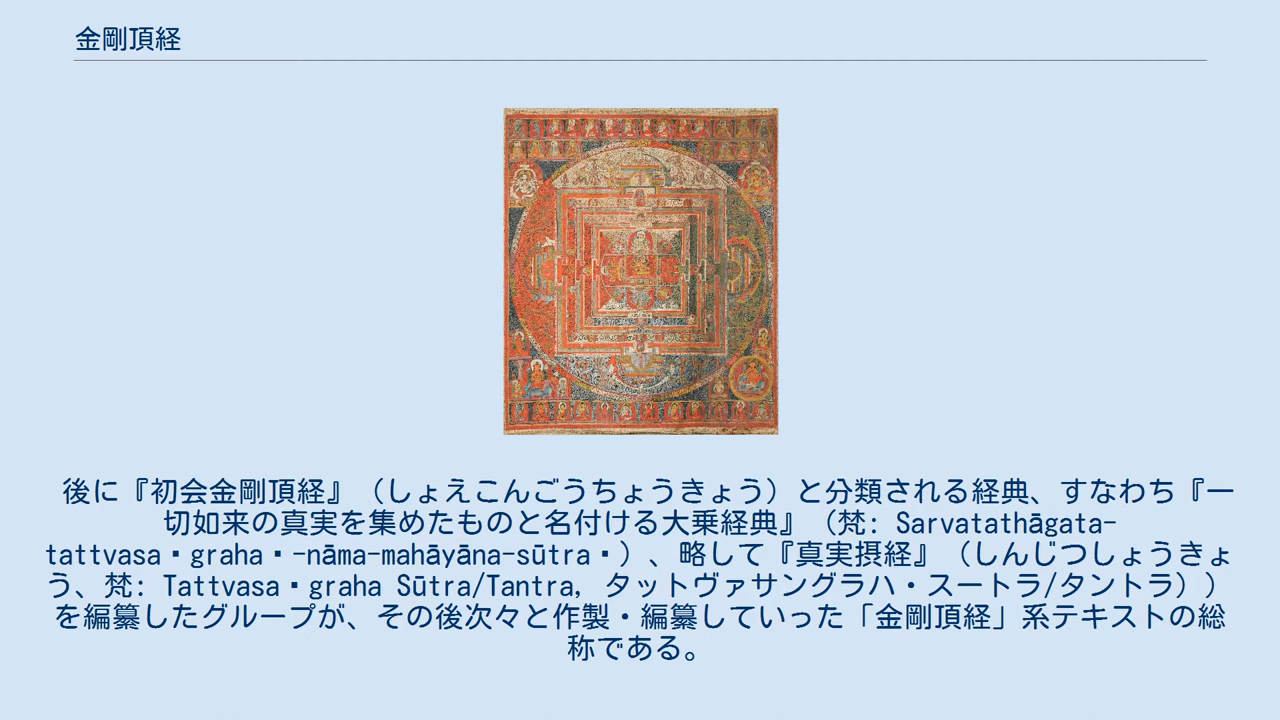 金剛頂経
後に『初会金剛頂経』（しょえこんごうちょうきょう）と分類される経典、すなわち『一
切如来の真実を集めたものと名付ける大乗経典』（梵: Sarvatathāgata-
tattvasa▪graha▪-nāma-mahāyāna-sūtra▪）、略して『真実摂経』（しんじつしょうきょ
う、梵: Tattvasa▪graha Sūtra/Tantra, タットヴァサングラハ・スートラ/タントラ））
を編纂したグループが、その後次々と作製・編纂していった「金剛頂経」系テキストの総
称である。